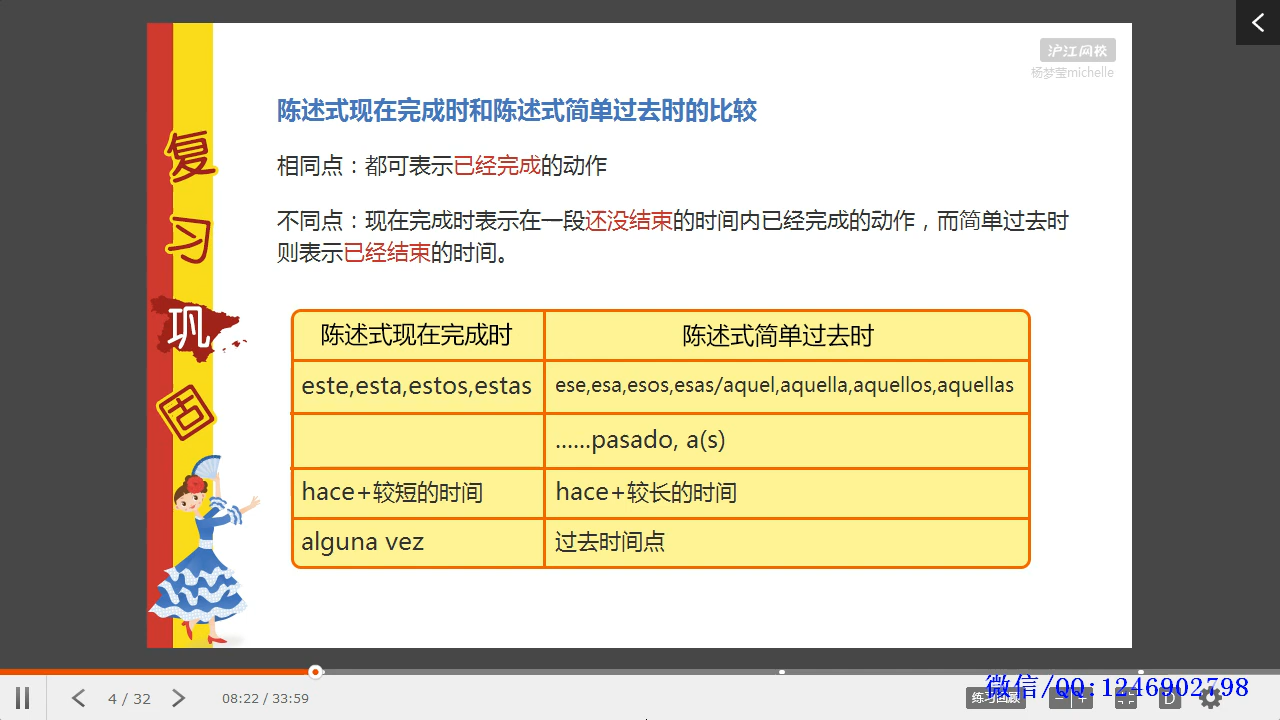 沪江网校
杨梦莹michelle
复习巩固
陈述式现在完成时和陈述式简单过去时的比较
相同点：都可表示已经完成的动作
不同点：现在完成时表示在一段还没结束的时间内已经完成的动作，而简单过去时
则表示已经结束的时间。
陈述式现在完成时 陈述式简单过去时
este,esta,estos,estas ese,esa,esos,esas/aquel,aquella,aquellos,aquellas
……pasado, a(s)
hace+较短的时间 hace+较长的时间
alguna vez 过去时间点
4 / 32 08:22 / 33:59
练习回顾
微信/QQ:1246902798
D